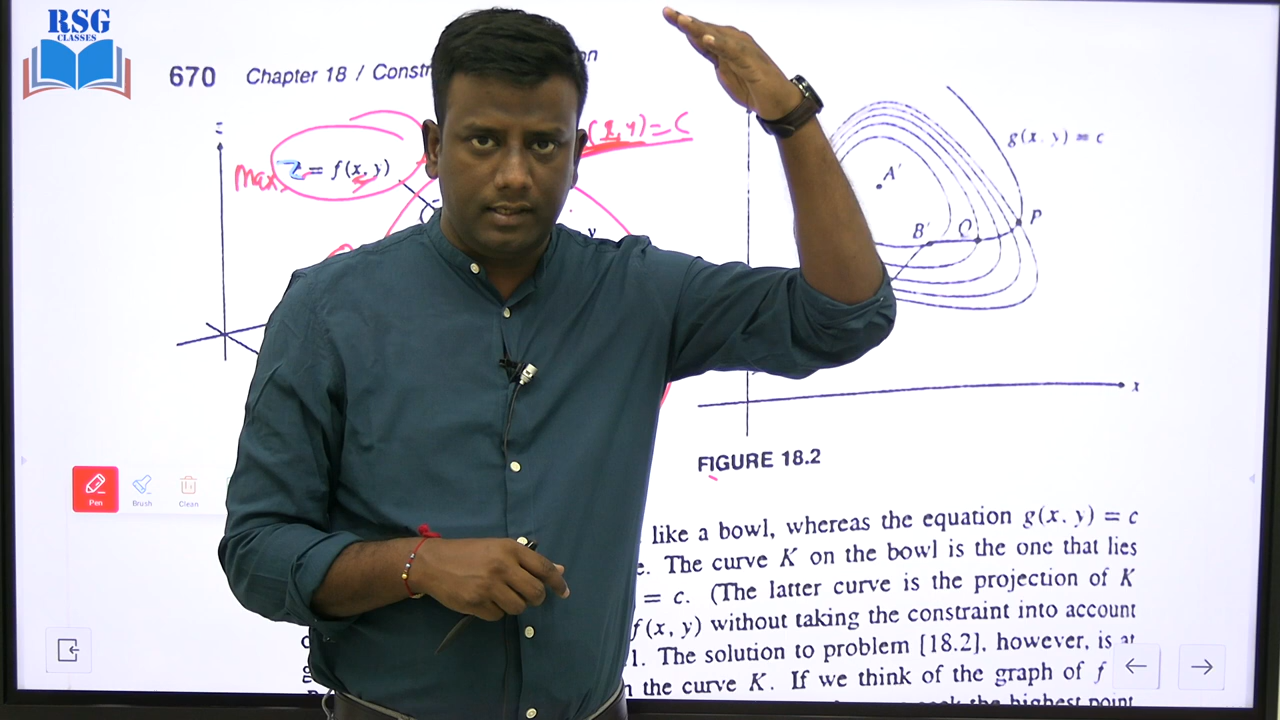 RSG
CLASSES
670 Chapter 18 /
Max z = f(x, y)
(x, y) = c
g(x, y) = c
A'
B' P
x
FIGURE 18.2
Pen Brush Clean
like a bowl, whereas the equation g(x, y) = c
The curve K on the bowl is the one that lies
= c. (The latter curve is the projection of K
f(x, y) without taking the constraint into account
The solution to problem [18.2], however, is at
the curve K. If we think of the graph of f
the highest point